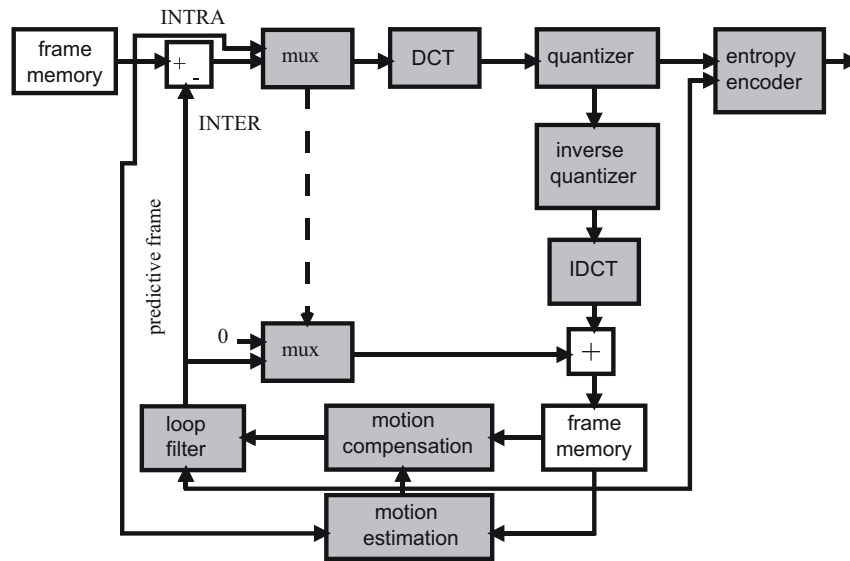 INTRA
frame
memory
+
-
mux
DCT
quantizer
entropy
encoder
INTER
inverse
quantizer
predictive frame
IDCT
0
mux
+
loop
filter
motion
compensation
frame
memory
motion
estimation